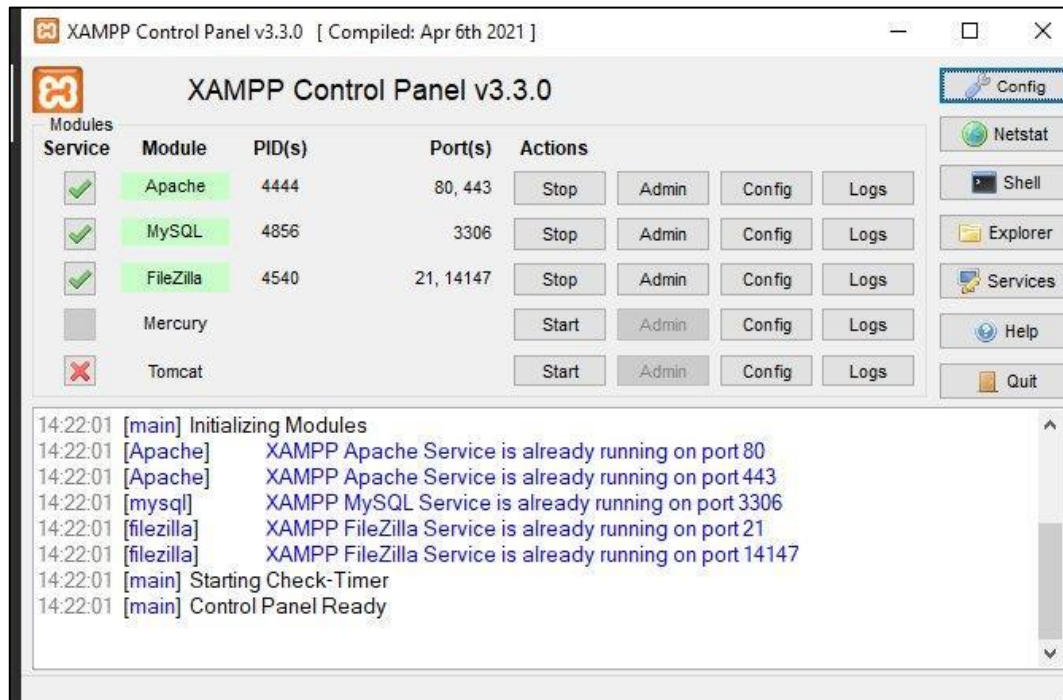 XAMPP Control Panel v3.3.0 [ Compiled: Apr 6th 2021 ]
XAMPP Control Panel v3.3.0
Config
Modules
Service Module PID(s) Port(s) Actions
Netstat
Apache 4444 80, 443 Stop Admin Config Logs
Shell
MySQL 4856 3306 Stop Admin Config Logs
Explorer
FileZilla 4540 21, 14147 Stop Admin Config Logs
Services
Mercury Start Admin Config Logs
Help
Tomcat Start Admin Config Logs
Quit
14:22:01 [main] Initializing Modules
14:22:01 [Apache] XAMPP Apache Service is already running on port 80
14:22:01 [Apache] XAMPP Apache Service is already running on port 443
14:22:01 [mysql] XAMPP MySQL Service is already running on port 3306
14:22:01 [filezilla] XAMPP FileZilla Service is already running on port 21
14:22:01 [filezilla] XAMPP FileZilla Service is already running on port 14147
14:22:01 [main] Starting Check-Timer
14:22:01 [main] Control Panel Ready